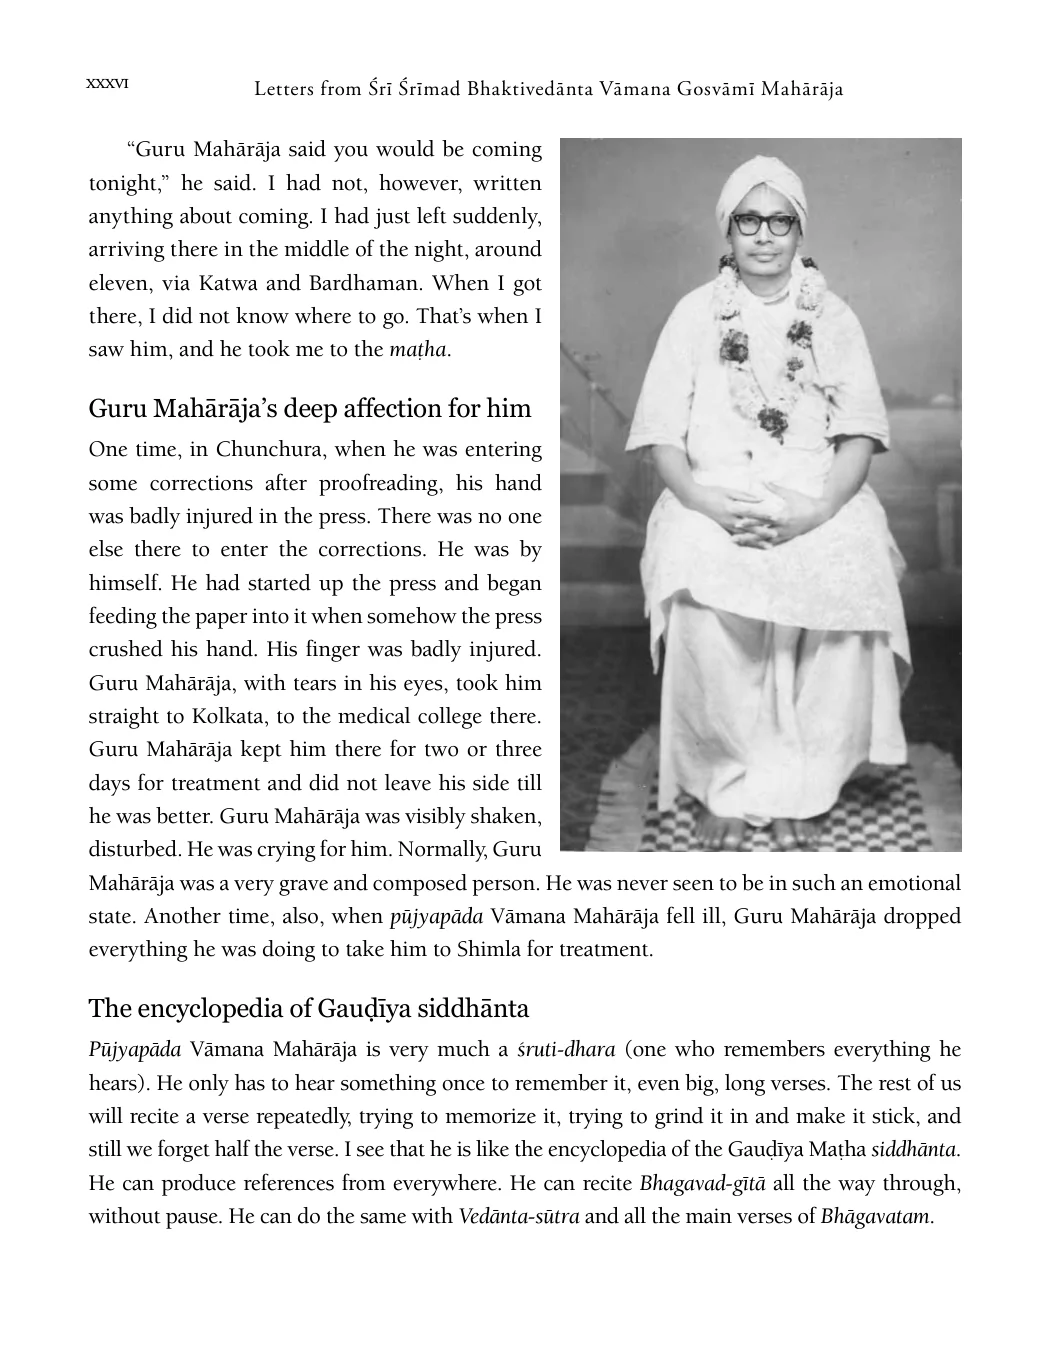 XXXVI
Letters from Śrī Śrīmad Bhaktivedānta Vāmana Gosvāmī Mahārāja
“Guru Mahārāja said you would be coming
tonight,” he said. I had not, however, written
anything about coming. I had just left suddenly,
arriving there in the middle of the night, around
eleven, via Katwa and Bardhaman. When I got
there, I did not know where to go. That’s when I
saw him, and he took me to the maṭha.
Guru Mahārāja’s deep affection for him
One time, in Chunchura, when he was entering
some corrections after proofreading, his hand
was badly injured in the press. There was no one
else there to enter the corrections. He was by
himself. He had started up the press and began
feeding the paper into it when somehow the press
crushed his hand. His finger was badly injured.
Guru Mahārāja, with tears in his eyes, took him
straight to Kolkata, to the medical college there.
Guru Mahārāja kept him there for two or three
days for treatment and did not leave his side till
he was better. Guru Mahārāja was visibly shaken,
disturbed. He was crying for him. Normally, Guru
Mahārāja was a very grave and composed person. He was never seen to be in such an emotional
state. Another time, also, when pūjyapāda Vāmana Mahārāja fell ill, Guru Mahārāja dropped
everything he was doing to take him to Shimla for treatment.
The encyclopedia of Gauḍīya siddhānta
Pūjyapāda Vāmana Mahārāja is very much a śruti-dhara (one who remembers everything he
hears). He only has to hear something once to remember it, even big, long verses. The rest of us
will recite a verse repeatedly, trying to memorize it, trying to grind it in and make it stick, and
still we forget half the verse. I see that he is like the encyclopedia of the Gauḍīya Maṭha siddhānta.
He can produce references from everywhere. He can recite Bhagavad-gītā all the way through,
without pause. He can do the same with Vedānta-sūtra and all the main verses of Bhāgavatam.